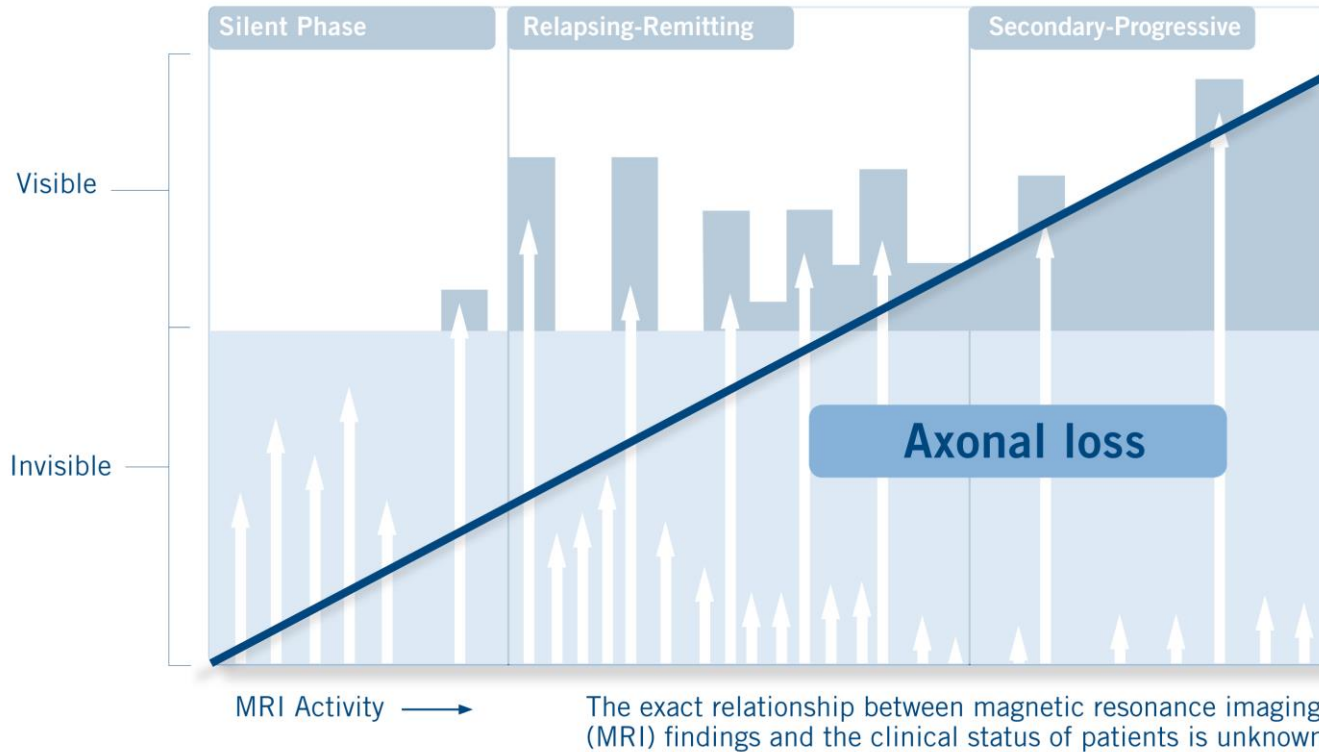 Silent Phase
Relapsing-Remitting
Secondary-Progressive
Visible
Invisible
Axonal loss
MRI Activity
The exact relationship between magnetic resonance imaging
(MRI) findings and the clinical status of patients is unknown